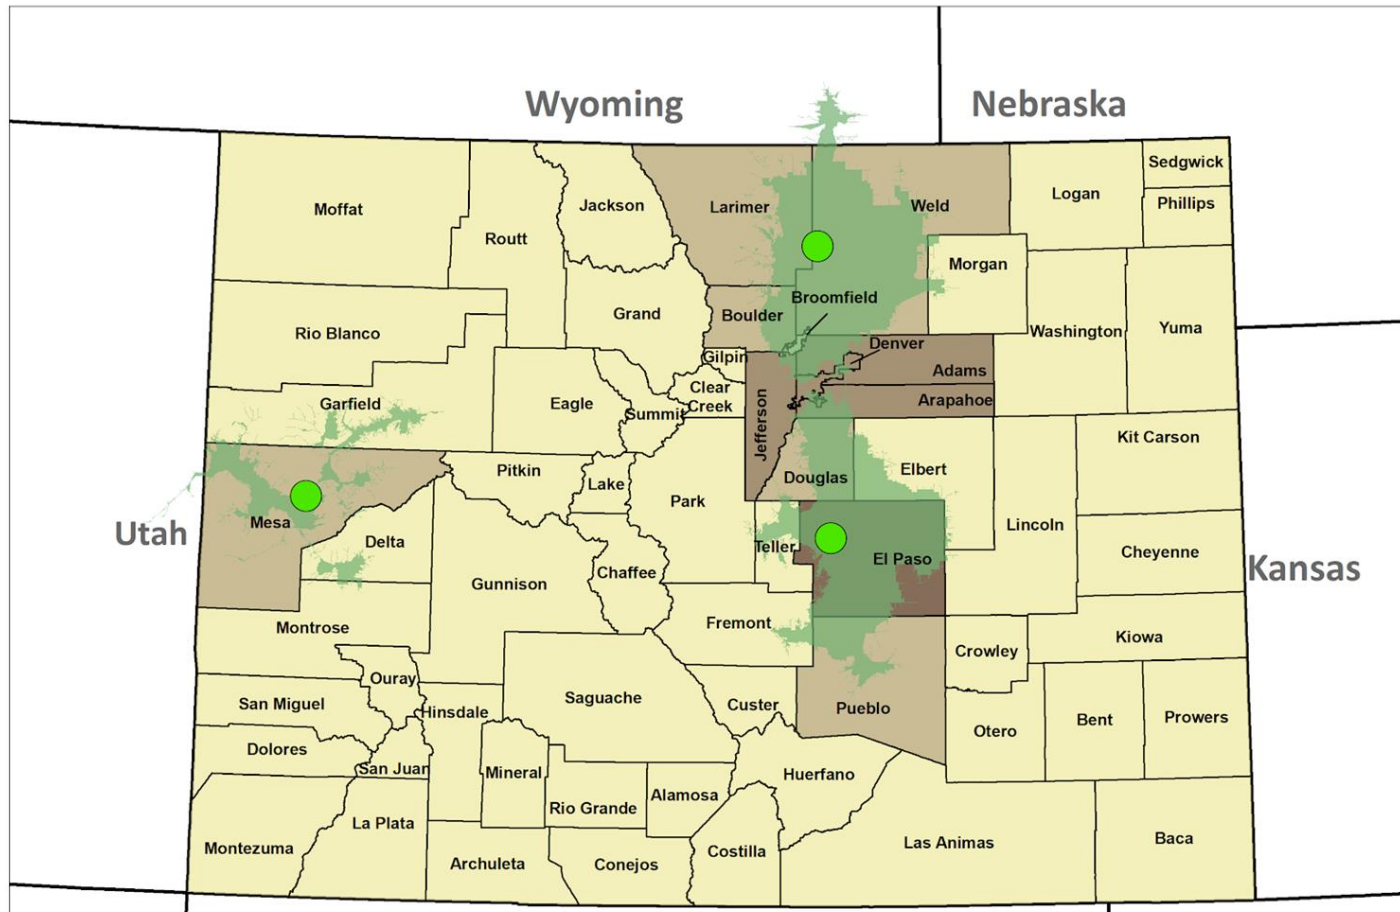 Wyoming
Nebraska
Sedgwick
Logan
Phillips
Moffat
Jackson
Larimer
Weld
Routt
Morgan
Broomfield
Boulder
Grand
Rio Blanco
Washington
Yuma
Denver
Gilpin
Adams
Clear
Creek
Arapahoe
Garfield
Eagle
Summit
Jefferson
Kit Carson
Pitkin
Lake
Park
Douglas
Elbert
Utah
Mesa
Lincoln
Delta
Teller
El Paso
Cheyenne
Kansas
Gunnison
Chaffee
Montrose
Fremont
Crowley
Kiowa
Ouray
San Miguel
Hinsdale
Saguache
Custer
Pueblo
Otero
Bent
Prowers
Dolores
San Juan
Mineral
Huerfano
Rio Grande
Alamosa
La Plata
Montezuma
Archuleta
Conejos
Costilla
Las Animas
Baca